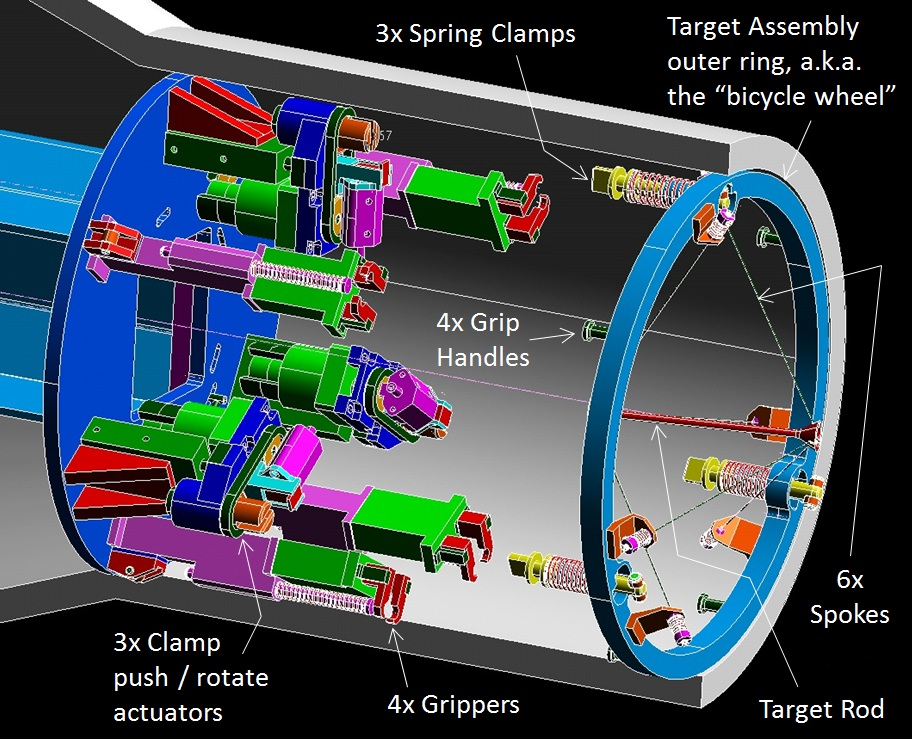 3x Spring Clamps
Target Assembly
outer ring, a.k.a.
the “bicycle wheel”
4x Grip
Handles
6x
Spokes
3x Clamp
push / rotate
actuators
4x Grippers
Target Rod